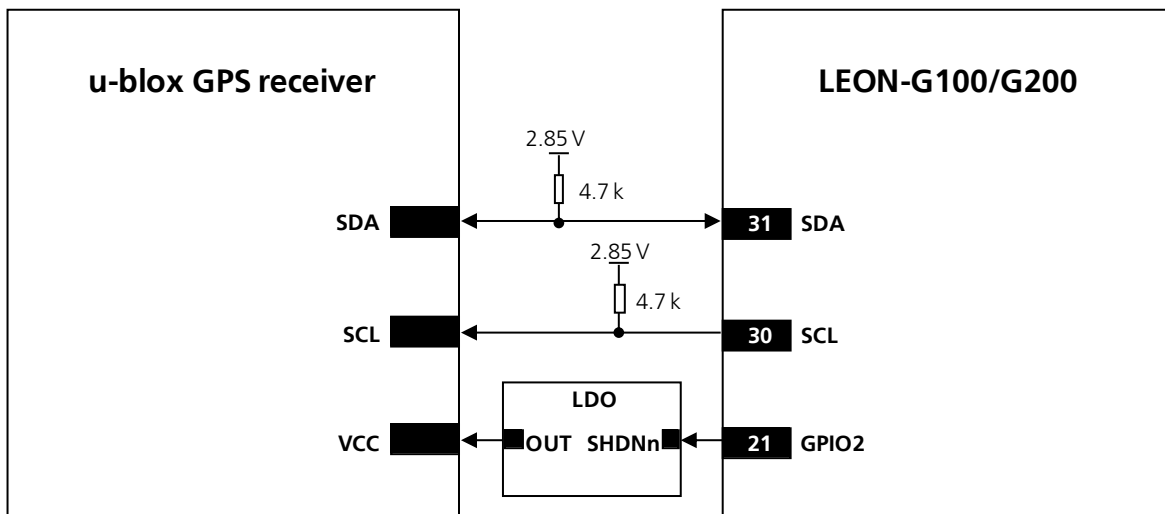 u-blox GPS receiver
LEON-G100/G200
2.85 V
4.7 k
SDA
31 SDA
2.85 V
4.7 k
SCL
30 SCL
LDO
VCC
OUT SHDNn
21 GPIO2